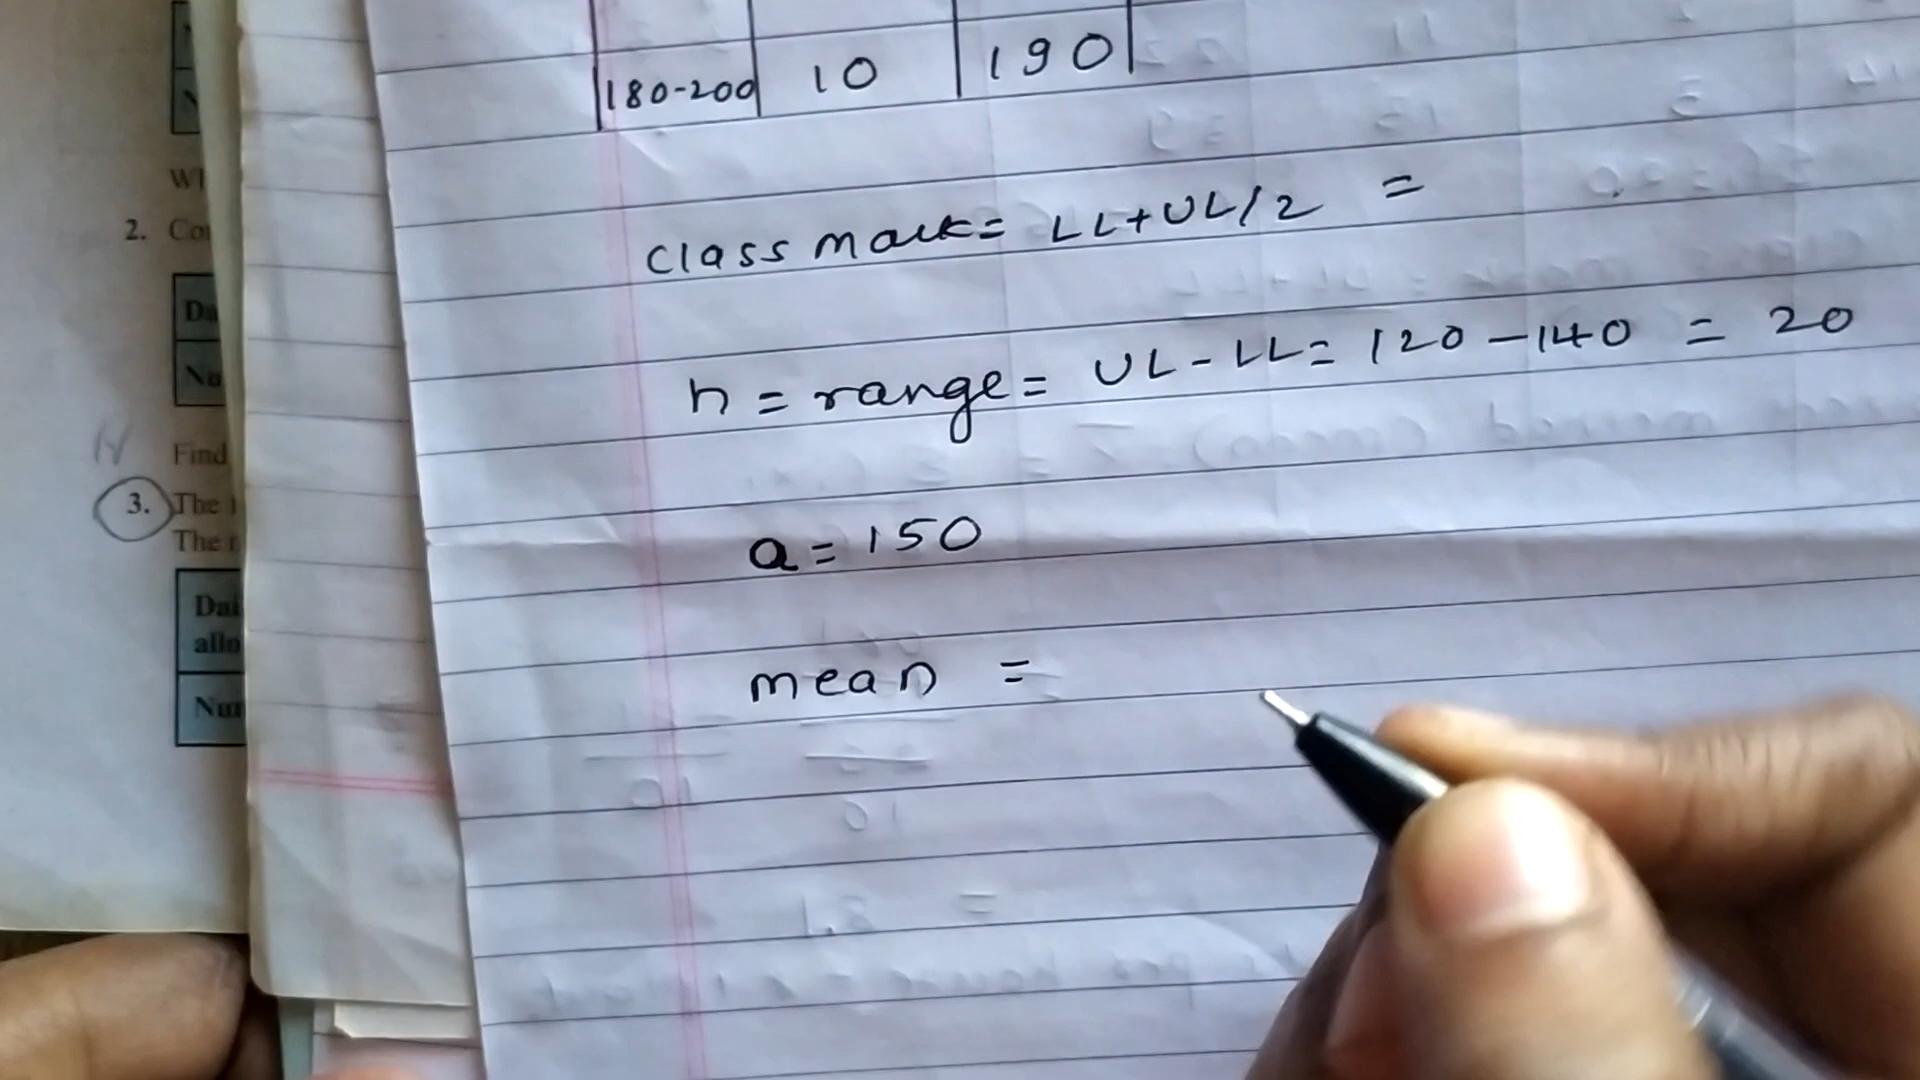 180-200 10 190
class mark = LL+UL/2 =
h = range = UL-LL = 120-140 = 20
a = 150
mean =
2.
Find
3. The
The